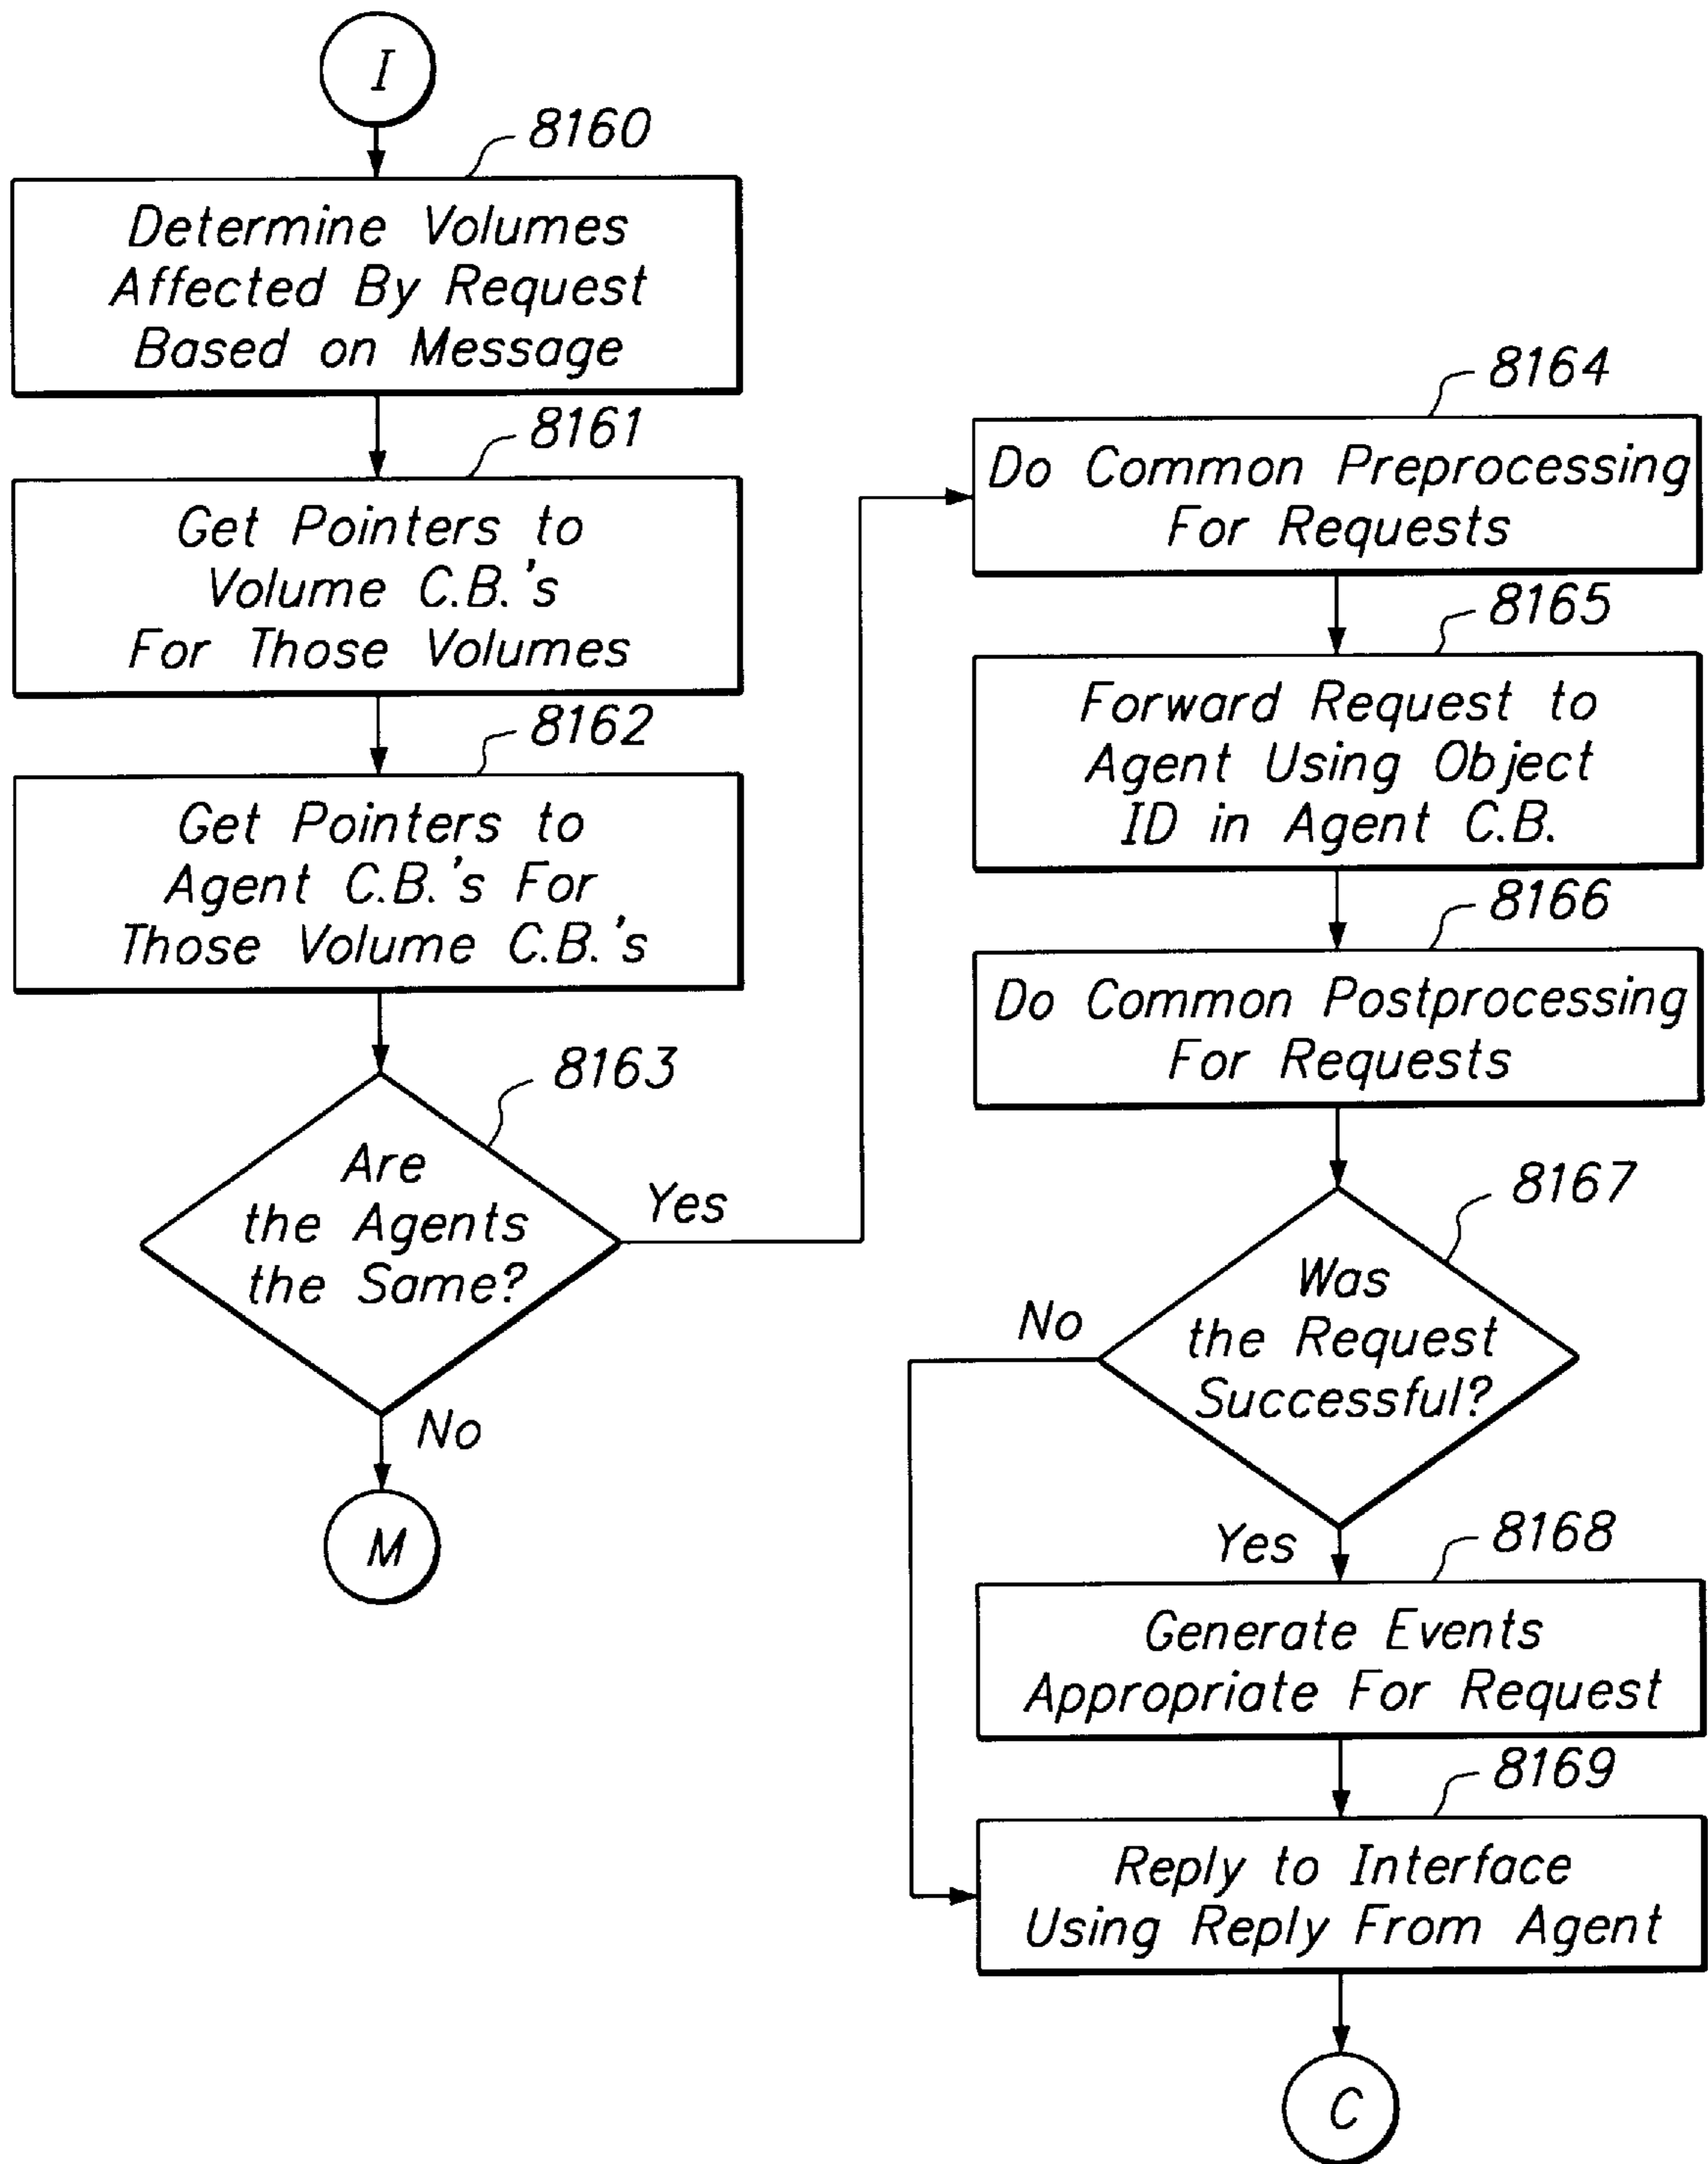 I
8160
Determine Volumes
Affected By Request
Based on Message
8161
Get Pointers to
Volume C.B.'s
For Those Volumes
8162
Get Pointers to
Agent C.B.'s For
Those Volume C.B.'s
8163
Are
the Agents
the Same?
Yes
No
M
8164
Do Common Preprocessing
For Requests
8165
Forward Request to
Agent Using Object
ID in Agent C.B.
8166
Do Common Postprocessing
For Requests
8167
Was
the Request
Successful?
No
Yes
8168
Generate Events
Appropriate For Request
8169
Reply to Interface
Using Reply From Agent
C